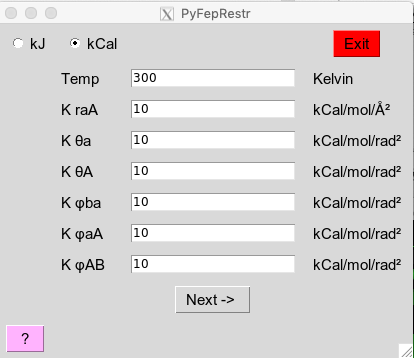 PyFepRestr
kJ kCal Exit
Temp 300 Kelvin
K raA 10 kCal/mol/Å²
K θa 10 kCal/mol/rad²
K θA 10 kCal/mol/rad²
K φba 10 kCal/mol/rad²
K φaA 10 kCal/mol/rad²
K φAB 10 kCal/mol/rad²
Next ->
?